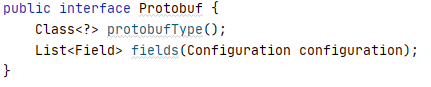 public interface Protobuf {
    Class<?> protobufType();
    List<Field> fields(Configuration configuration);
}